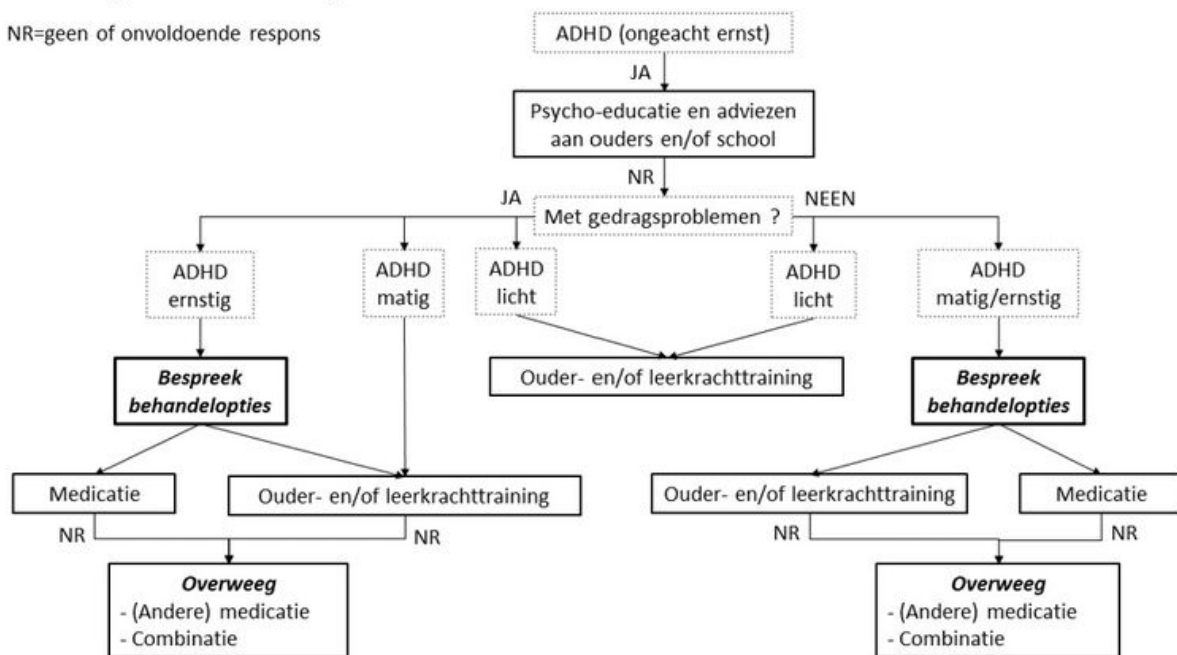 NR=geen of onvoldoende respons
ADHD (ongeacht ernst)
JA
Psycho-educatie en adviezen
aan ouders en/of school
NR
JA
Met gedragsproblemen ?
NEEN
ADHD
ernstig
ADHD
matig
ADHD
licht
ADHD
licht
ADHD
matig/ernstig
Bespreek
behandelopties
Ouder- en/of leerkrachttraining
Bespreek
behandelopties
Medicatie
Ouder- en/of leerkrachttraining
Ouder- en/of leerkrachttraining
Medicatie
NR
NR
NR
NR
Overweeg
- (Andere) medicatie
- Combinatie
Overweeg
- (Andere) medicatie
- Combinatie